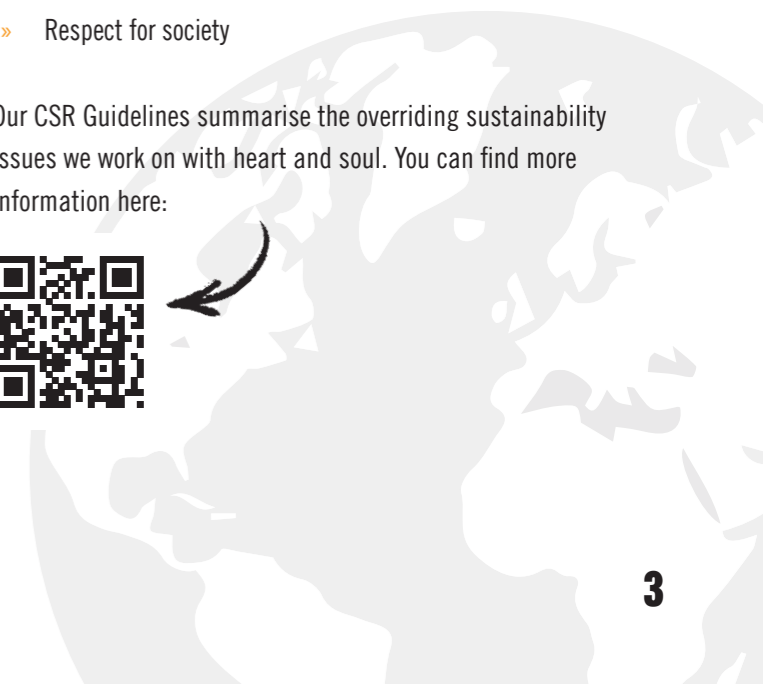 » Respect for society
Our CSR Guidelines summarise the overriding sustainability
issues we work on with heart and soul. You can find more
information here:
3